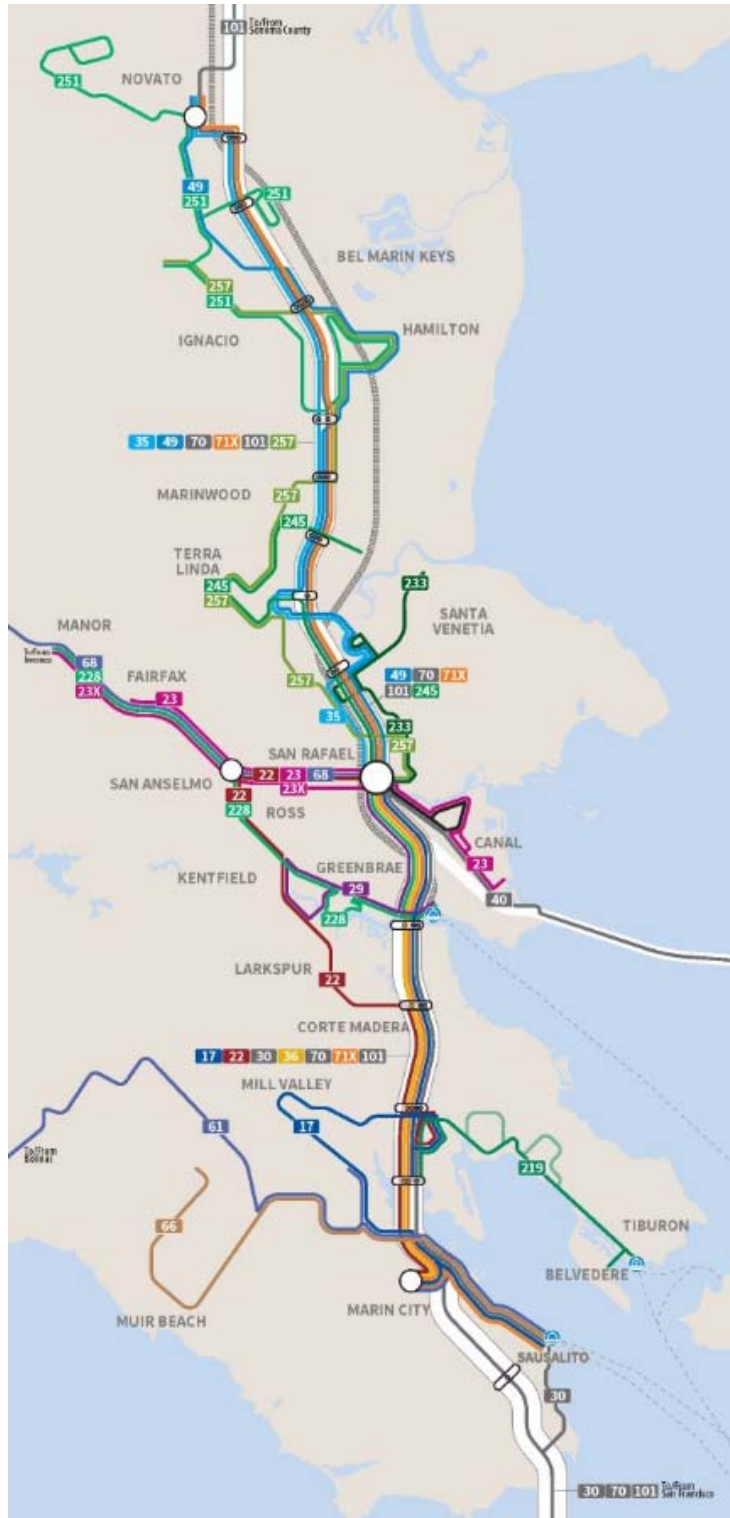 101 To/From
Sonoma County
NOVATO
251
49
251
251
BEL MARIN KEYS
257
251
HAMILTON
IGNACIO
35 49 70 71X 101 257
MARINWOOD
257
245
TERRA
LINDA
245
257
233
SANTA
VENETIA
MANOR
To/From
68
228
23X
FAIRFAX
23
257
49 70 71X
101 245
35
233
257
SAN RAFAEL
22 23 68
23X
SAN ANSELMO
22
228
ROSS
CANAL
23
40
GREENBRAE
KENTFIELD
29
228
LARKSPUR
22
CORTE MADERA
17 22 30 36 70 71X 101
MILL VALLEY
61
17
To/From
Bolinas
219
66
TIBURON
BELVEDERE
MUIR BEACH
MARIN CITY
SAUSALITO
30
30 70 101 To/From
San Francisco